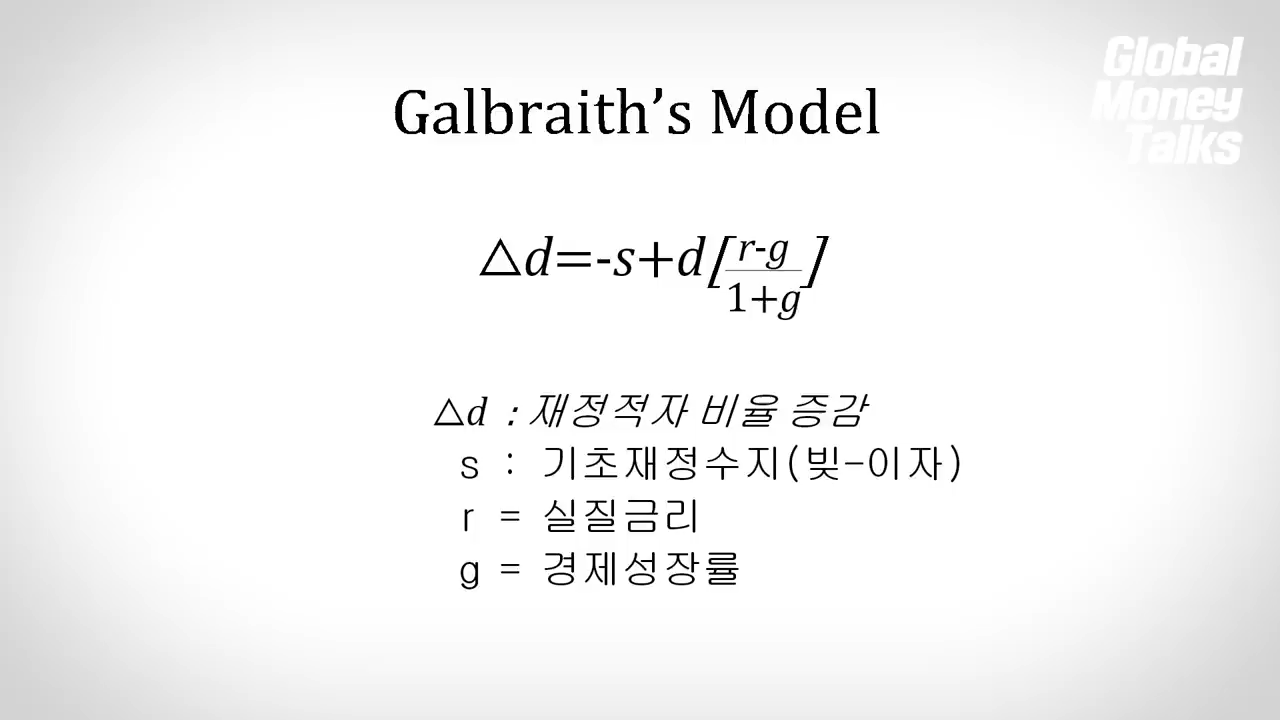 Global
Money
Talks
Galbraith’s Model
△d=-s+d[r-g/1+g]
△d : 재정적자 비율 증감
s : 기초재정수지(빚-이자)
r = 실질금리
g = 경제성장률